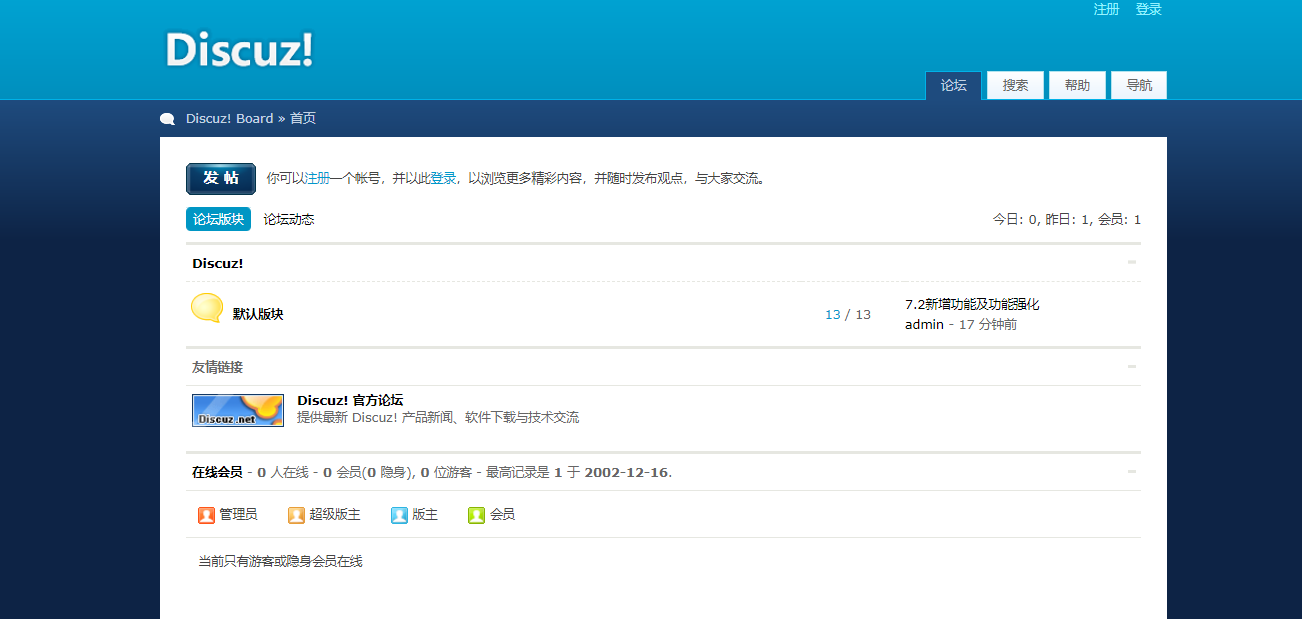 注册 登录
Discuz!
论坛 搜索 帮助 导航
Discuz! Board » 首页
发帖 你可以注册一个帐号，并以此登录，以浏览更多精彩内容，并随时发布观点，与大家交流。
论坛版块 论坛动态 今日: 0, 昨日: 1, 会员: 1
Discuz!
默认版块 13 / 13 7.2新增功能及功能强化
admin - 17 分钟前
友情链接
Discuz.net Discuz! 官方论坛
提供最新 Discuz! 产品新闻、软件下载与技术交流
在线会员 - 0 人在线 - 0 会员(0 隐身), 0 位游客 - 最高记录是 1 于 2002-12-16.
管理员 超级版主 版主 会员
当前只有游客或隐身会员在线